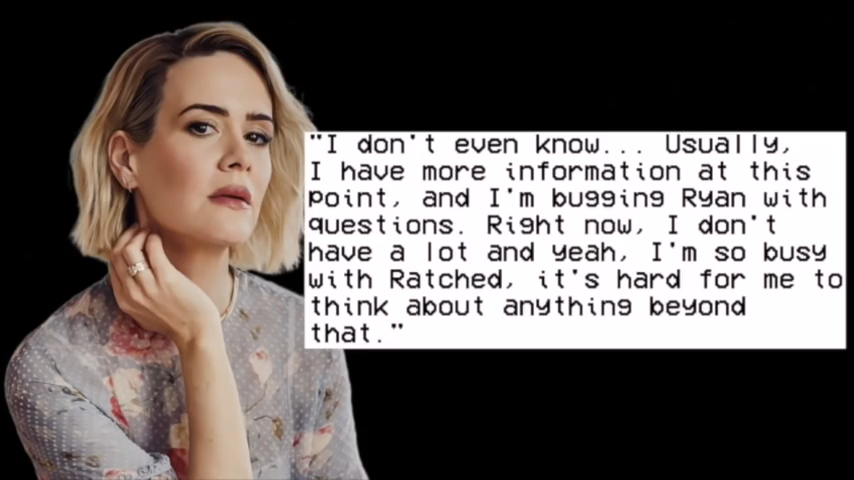 "I don't even know... Usually,
I have more information at this
point, and I'm bugging Ryan with
questions. Right now, I don't
have a lot and yeah, I'm so busy
with Ratched, it's hard for me to
think about anything beyond
that."